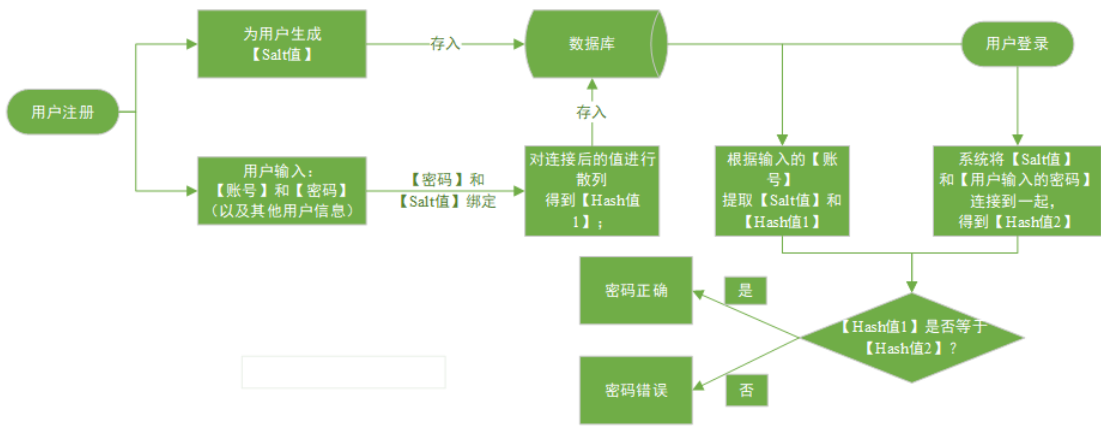 用户注册
为用户生成
【Salt值】
存入
数据库
用户登录
用户输入：
【账号】和【密码】
（以及其他用户信息）
【密码】和
【Salt值】绑定
对连接后的值进行
散列
得到【Hash值
1】；
存入
根据输入的【账
号】
提取【Salt值】和
【Hash值1】
系统将【Salt值】
和【用户输入的密码】
连接到一起，
得到【Hash值2】
【Hash值1】是否等于
【Hash值2】？
是
密码正确
否
密码错误